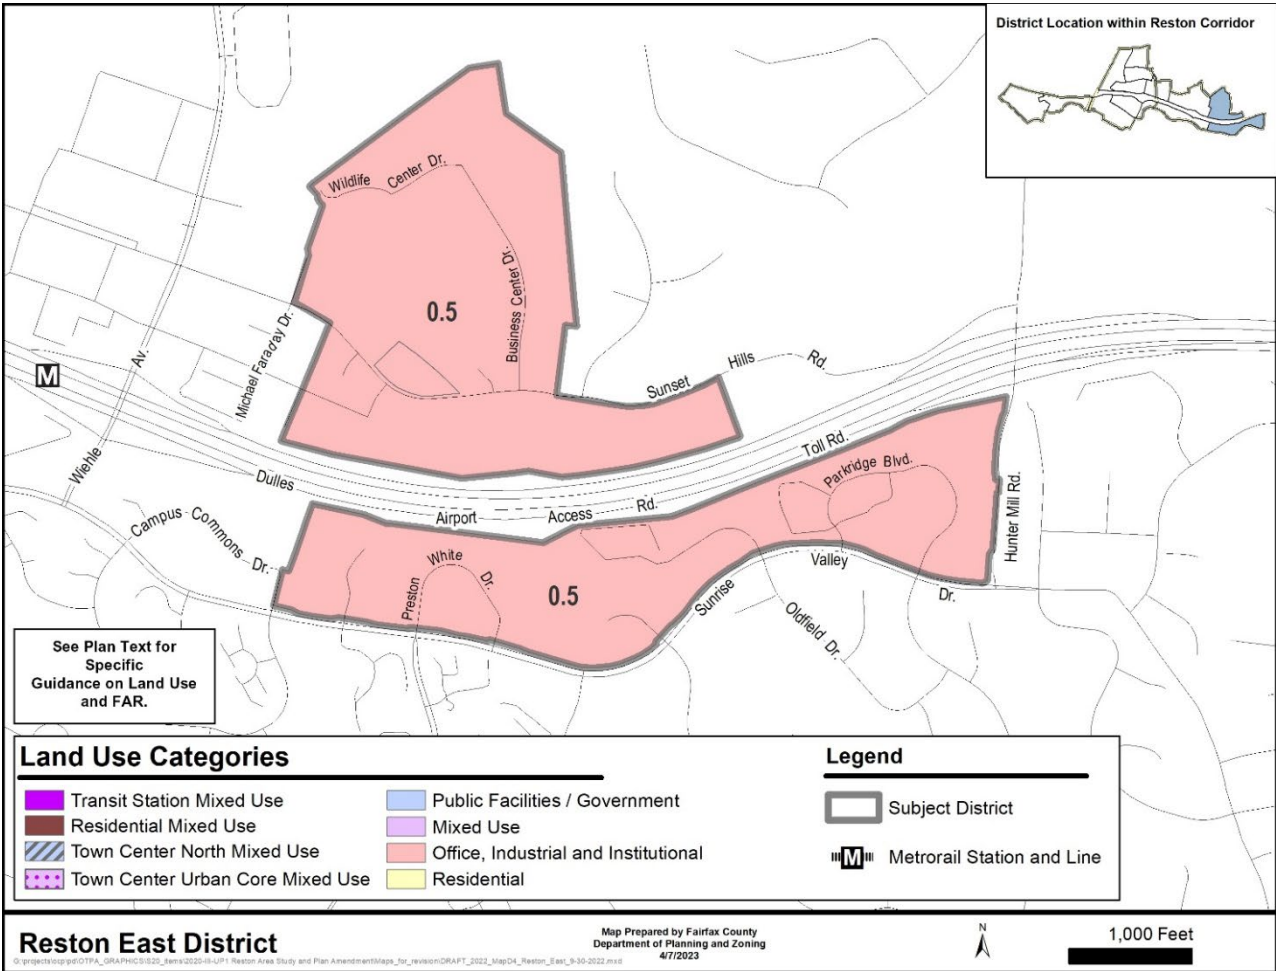 District Location within Reston Corridor
Wildlife Center Dr.
Business Center Dr.
0.5
Michael Faraday Dr.
Sunset Hills Rd.
M
Av.
Wiehle
Toll Rd.
Parkridge Blvd.
Dulles
Airport Access Rd.
Hunter Mill Rd.
Campus Commons Dr.
Preston White Dr.
0.5
Sunrise Valley Dr.
Oldfield Dr.
See Plan Text for
Specific
Guidance on Land Use
and FAR.
Land Use Categories
Transit Station Mixed Use
Residential Mixed Use
Town Center North Mixed Use
Town Center Urban Core Mixed Use
Public Facilities / Government
Mixed Use
Office, Industrial and Institutional
Residential
Legend
Subject District
M
Metrorail Station and Line
Reston East District
Map Prepared by Fairfax County
Department of Planning and Zoning
4/7/2023
N
1,000 Feet